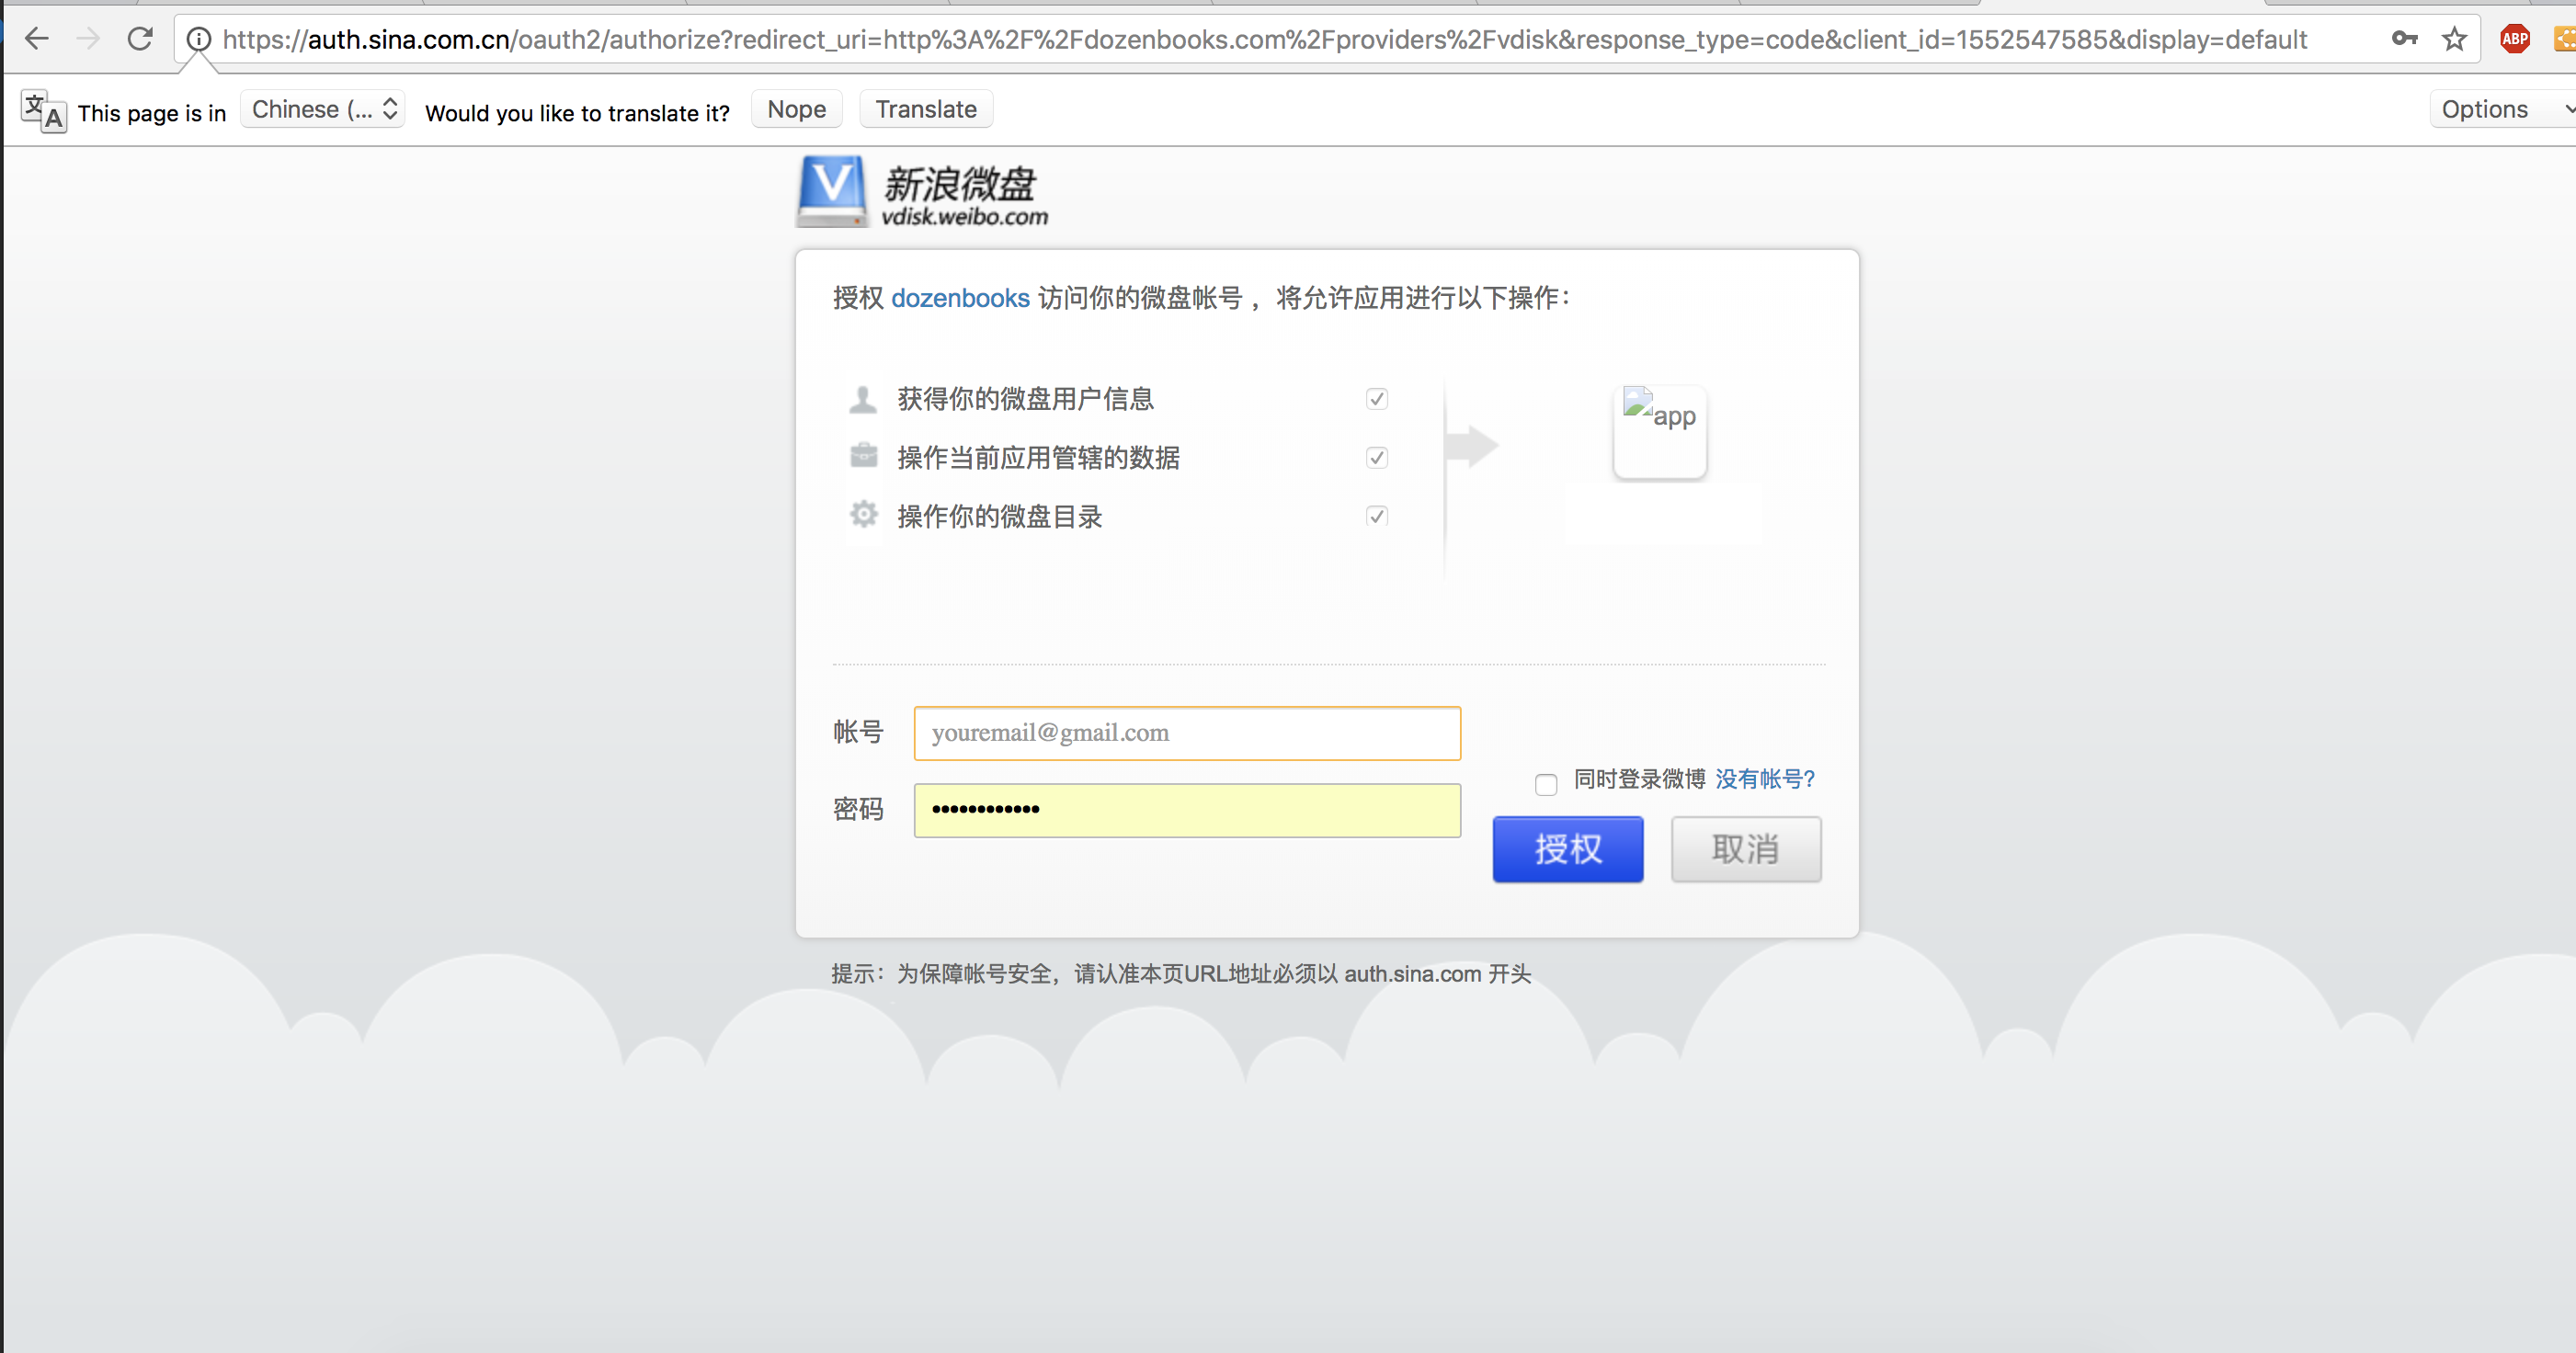 https://auth.sina.com.cn/oauth2/authorize?redirect_uri=http%3A%2F%2Fdozenbooks.com%2Fproviders%2Fvdisk&response_type=code&client_id=1552547585&display=default
ABP
文A This page is in Chinese (... Would you like to translate it? Nope Translate Options
V 新浪微盘
vdisk.weibo.com
授权 dozenbooks 访问你的微盘帐号，将允许应用进行以下操作：
获得你的微盘用户信息
app
操作当前应用管辖的数据
操作你的微盘目录
帐号 youremail@gmail.com
同时登录微博 没有帐号?
密码 ••••••••••••
授权 取消
提示：为保障帐号安全，请认准本页URL地址必须以 auth.sina.com 开头